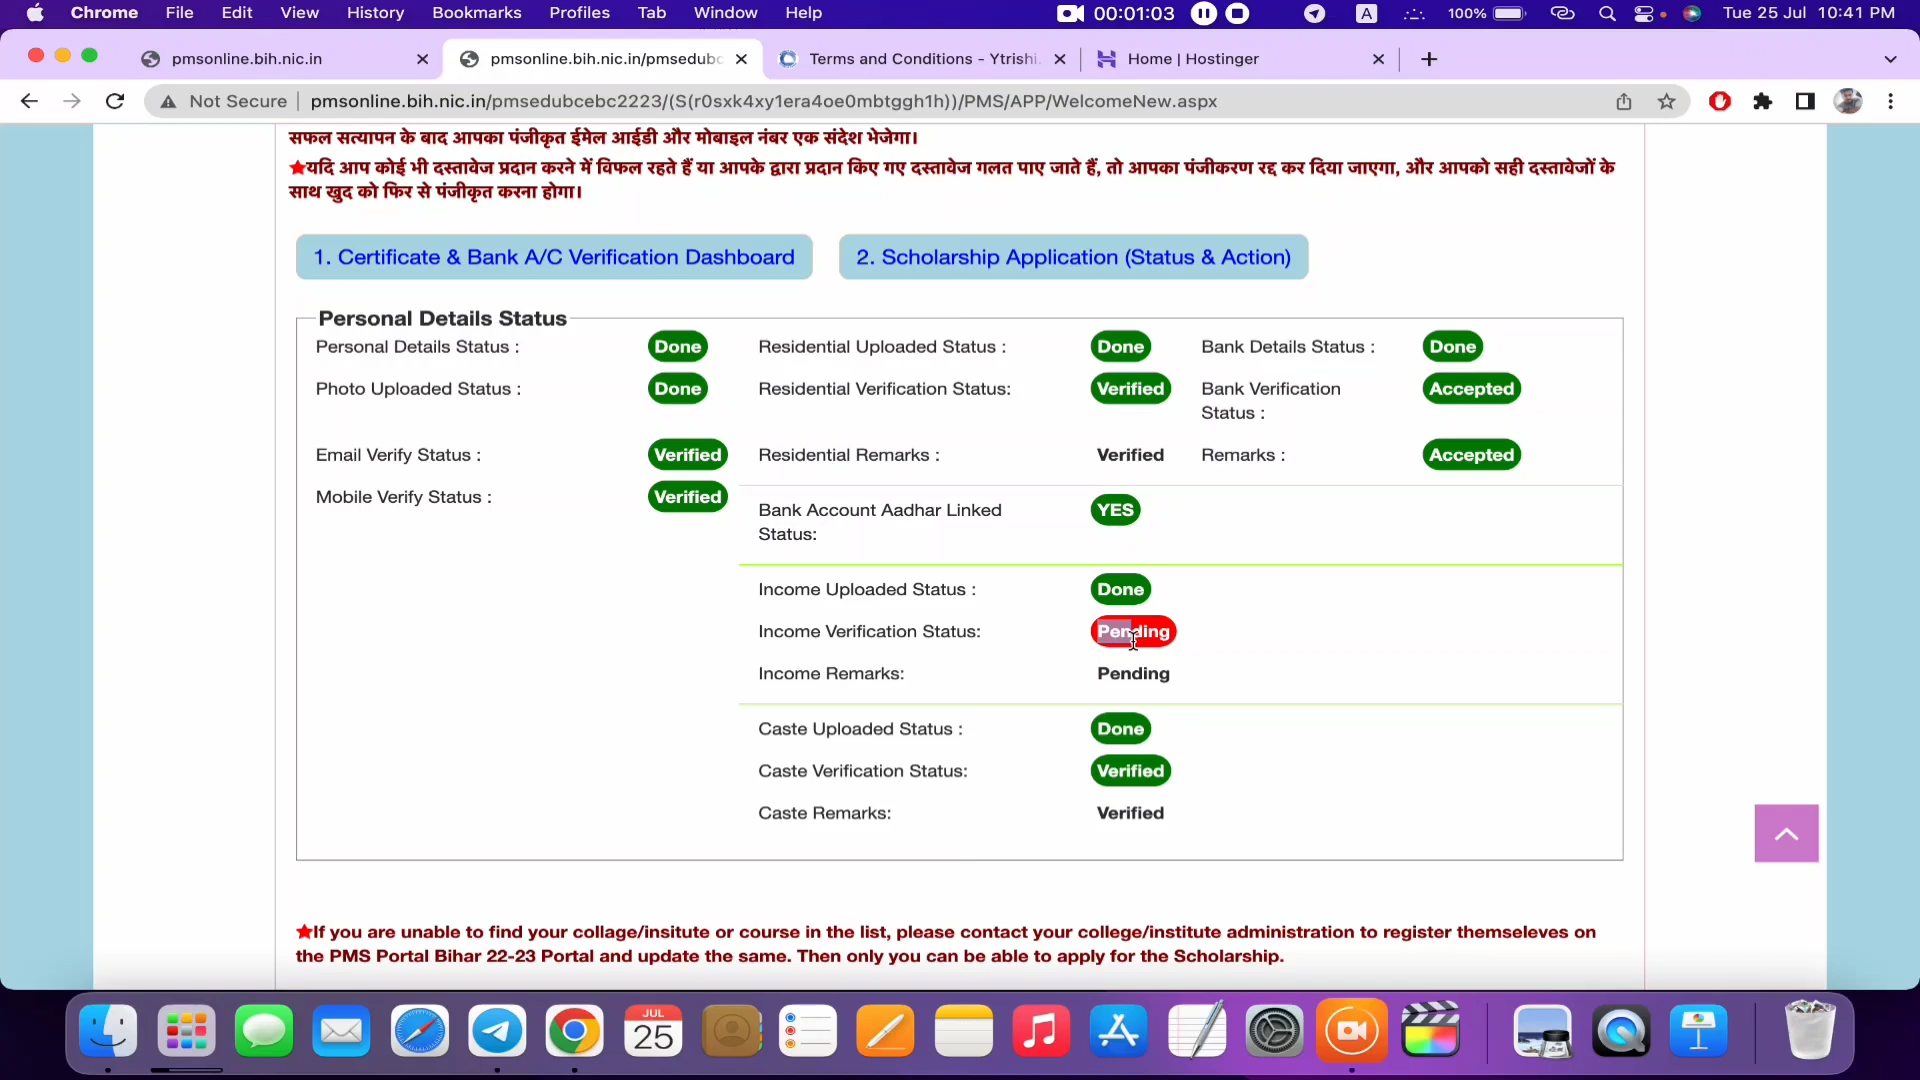 Chrome File Edit View History Bookmarks Profiles Tab Window Help 00:01:03 A 100% Tue 25 Jul 10:41 PM
pmsonline.bih.nic.in
pmsonline.bih.nic.in/pmsedubc
Terms and Conditions - Ytrishi.
Home | Hostinger
Not Secure pmsonline.bih.nic.in/pmsedubcebc2223/(S(r0sxk4xy1era4oe0mbtggh1h))/PMS/APP/WelcomeNew.aspx
सफल सत्यापन के बाद आपका पंजीकृत ईमेल आईडी और मोबाइल नंबर एक संदेश भेजेगा।
यदि आप कोई भी दस्तावेज प्रदान करने में विफल रहते हैं या आपके द्वारा प्रदान किए गए दस्तावेज गलत पाए जाते हैं, तो आपका पंजीकरण रद्द कर दिया जाएगा, और आपको सही दस्तावेजों के
साथ खुद को फिर से पंजीकृत करना होगा।
1. Certificate & Bank A/C Verification Dashboard
2. Scholarship Application (Status & Action)
Personal Details Status
Personal Details Status : Done Residential Uploaded Status : Done Bank Details Status : Done
Photo Uploaded Status : Done Residential Verification Status: Verified Bank Verification Accepted
Status :
Email Verify Status : Verified Residential Remarks : Verified Remarks : Accepted
Mobile Verify Status : Verified
Bank Account Aadhar Linked YES
Status:
Income Uploaded Status : Done
Income Verification Status: Pending
Income Remarks: Pending
Caste Uploaded Status : Done
Caste Verification Status: Verified
Caste Remarks: Verified
If you are unable to find your collage/insitute or course in the list, please contact your college/institute administration to register themseleves on
the PMS Portal Bihar 22-23 Portal and update the same. Then only you can be able to apply for the Scholarship.
JUL
25